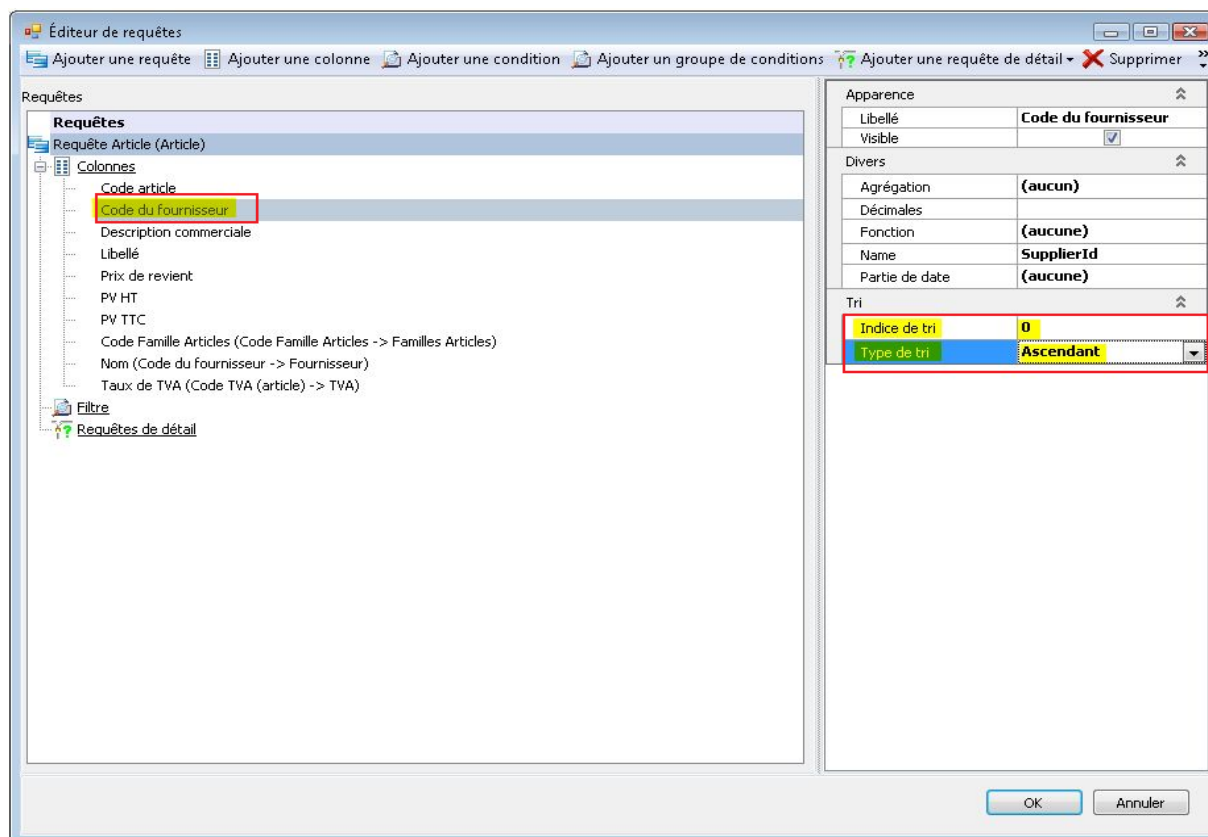 Éditeur de requêtes
Ajouter une requête Ajouter une colonne Ajouter une condition Ajouter un groupe de conditions Ajouter une requête de détail Supprimer
Requêtes
Requêtes
Requête Article (Article)
Colonnes
Code article
Code du fournisseur
Description commerciale
Libellé
Prix de revient
PV HT
PV TTC
Code Famille Articles (Code Famille Articles -> Familles Articles)
Nom (Code du fournisseur -> Fournisseur)
Taux de TVA (Code TVA (article) -> TVA)
Filtre
Requêtes de détail
Apparence
Libellé Code du fournisseur
Visible
Divers
Agrégation (aucun)
Décimales
Fonction (aucune)
Name SupplierId
Partie de date (aucune)
Tri
Indice de tri 0
Type de tri Ascendant
OK Annuler